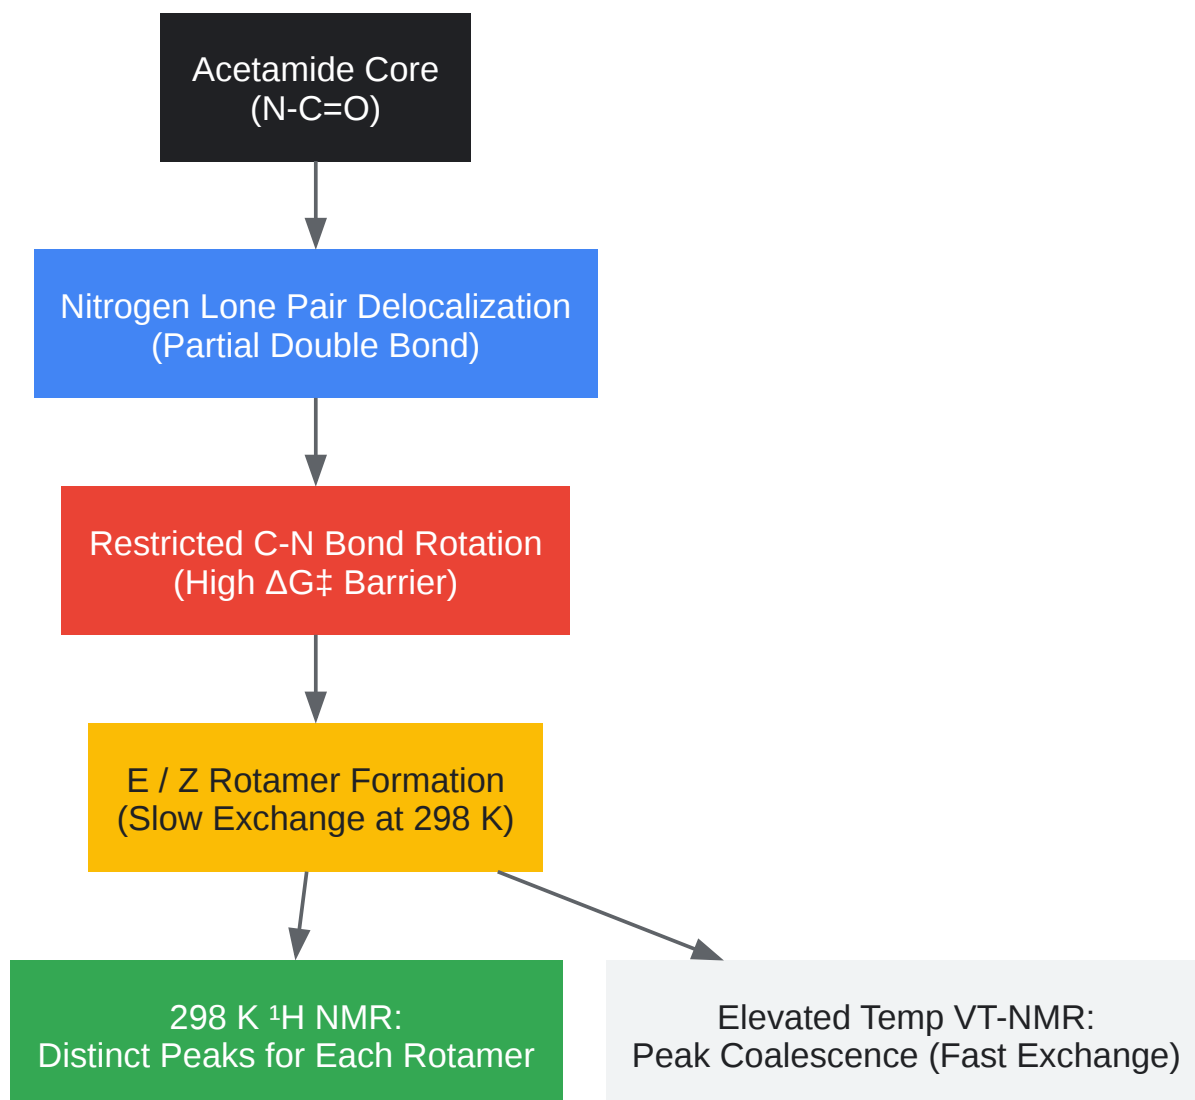 Acetamide Core
(N-C=O)
Nitrogen Lone Pair Delocalization
(Partial Double Bond)
Restricted C-N Bond Rotation
(High ΔG‡ Barrier)
E / Z Rotamer Formation
(Slow Exchange at 298 K)
298 K ¹H NMR:
Distinct Peaks for Each Rotamer
Elevated Temp VT-NMR:
Peak Coalescence (Fast Exchange)